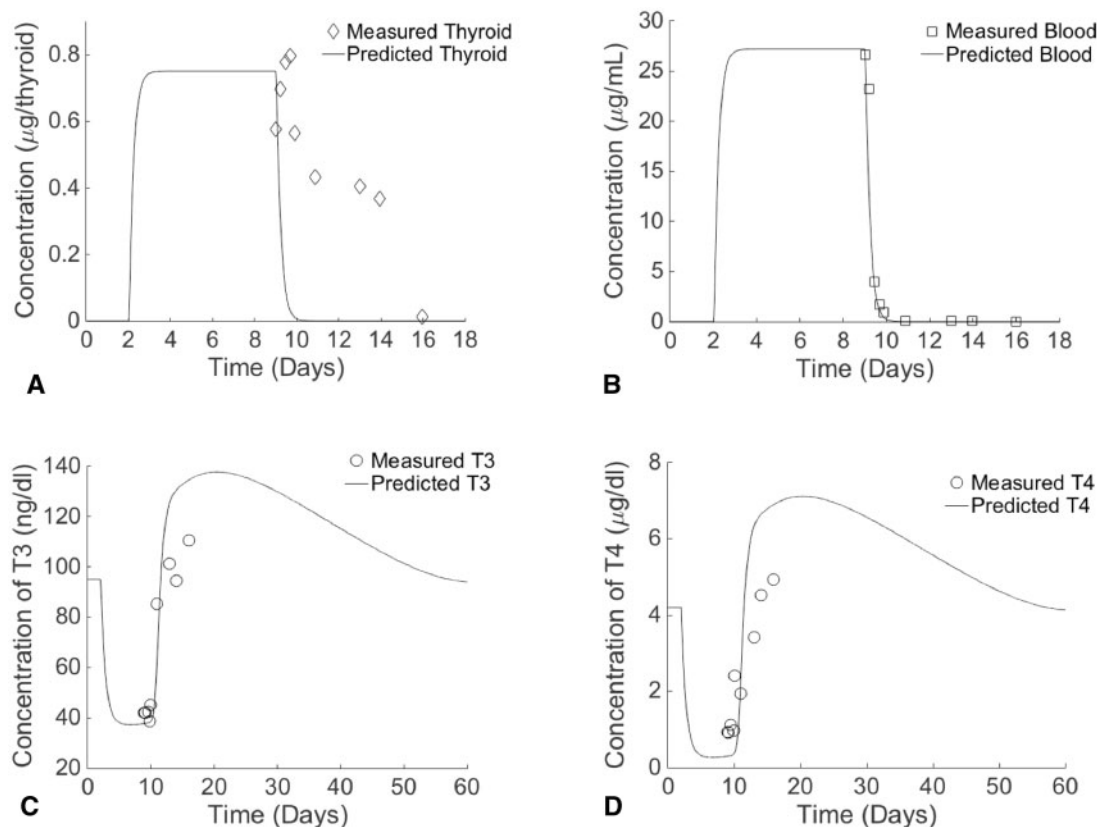 Measured Thyroid
Predicted Thyroid
Concentration (μg/thyroid)
0.8
0.6
0.4
0.2
0
0 2 4 6 8 10 12 14 16 18
Time (Days)
A
Measured Blood
Predicted Blood
Concentration (μg/mL)
30
25
20
15
10
5
0
0 2 4 6 8 10 12 14 16 18
Time (Days)
B
Measured T3
Predicted T3
Concentration of T3 (ng/dl)
140
120
100
80
60
40
20
0 10 20 30 40 50 60
Time (Days)
C
Measured T4
Predicted T4
Concentration of T4 (μg/dl)
8
6
4
2
0
0 10 20 30 40 50 60
Time (Days)
D